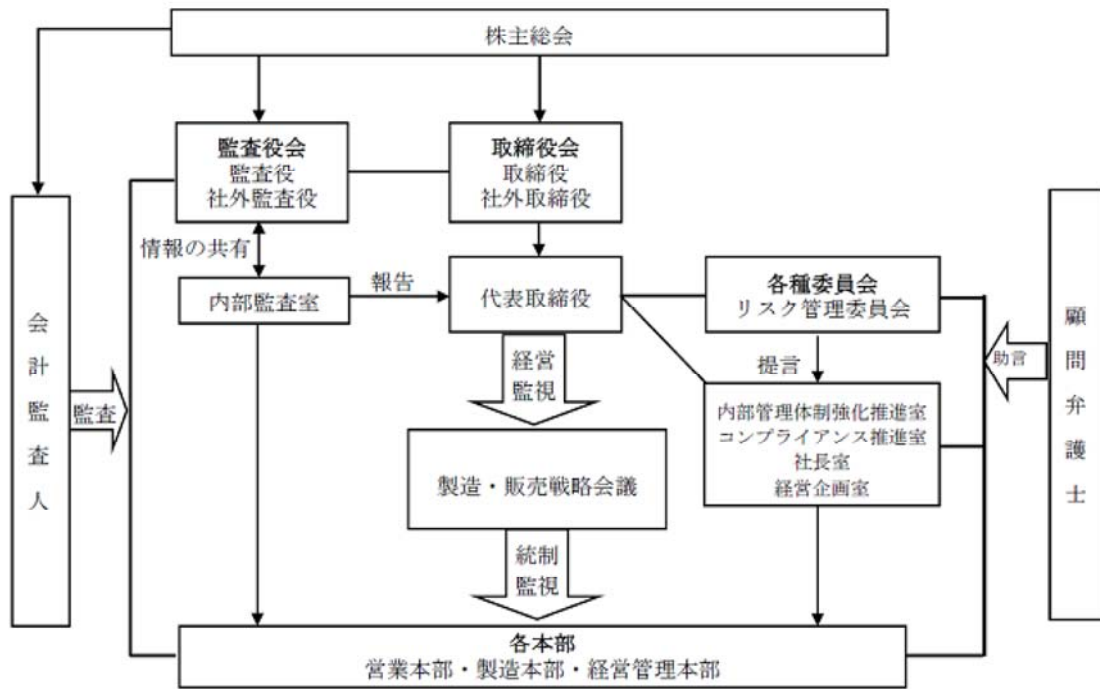 株主総会
監査役会
監査役
社外監査役
取締役会
取締役
社外取締役
情報の共有
内部監査室
報告
代表取締役
各種委員会
リスク管理委員会
会計監査人
監査
経営
監視
提言
助言
顧問弁護士
内部管理体制強化推進室
コンプライアンス推進室
社長室
経営企画室
製造・販売戦略会議
統制
監視
各本部
営業本部・製造本部・経営管理本部